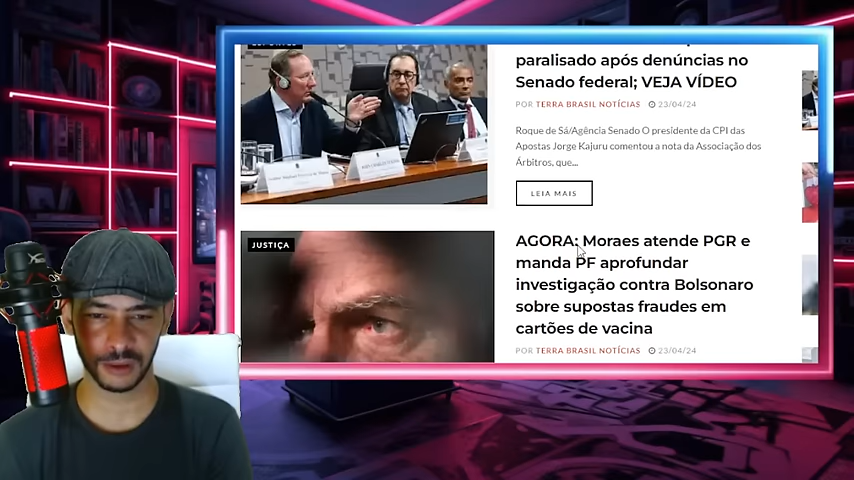 paralisado após denúncias no
Senado federal; VEJA VÍDEO
POR TERRA BRASIL NOTÍCIAS 23/04/24
Roque de Sá/Agência Senado O presidente da CPI das
Apostas Jorge Kajuru comentou a nota da Associação dos
Árbitros, que...
LEIA MAIS
JUSTIÇA
AGORA: Moraes atende PGR e
manda PF aprofundar
investigação contra Bolsonaro
sobre supostas fraudes em
cartões de vacina
POR TERRA BRASIL NOTÍCIAS 23/04/24